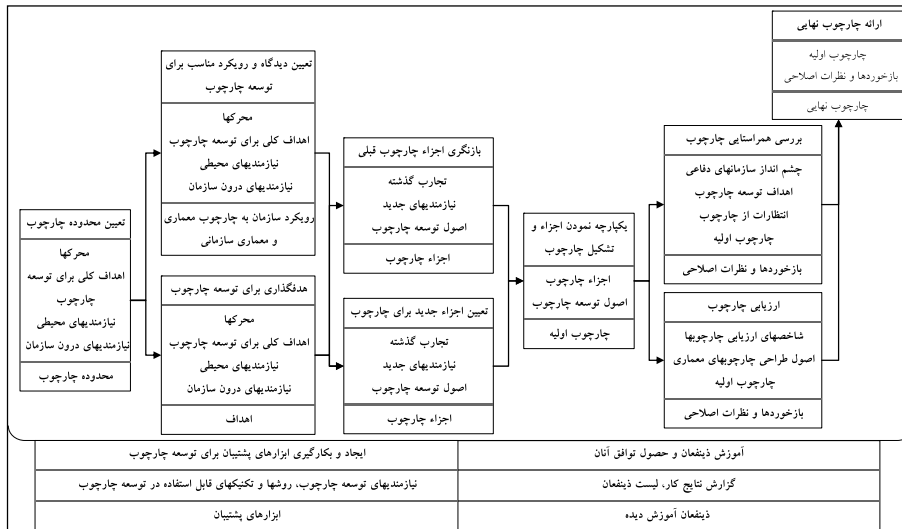 ارائه چارچوب نهایی
چارچوب اولیه
بازخوردها و نظرات اصلاحی
چارچوب نهایی
تعیین محدوده چارچوب
محرکها
اهداف کلی برای توسعه
چارچوب
نیازمندیهای محیطی
نیازمندیهای درون سازمان
محدوده چارچوب
تعیین دیدگاه و رویکرد مناسب برای
توسعه چارچوب
محرکها
اهداف کلی برای توسعه چارچوب
نیازمندیهای محیطی
نیازمندیهای درون سازمان
رویکرد سازمان به چارچوب معماری
و معماری سازمانی
هدفگذاری برای توسعه چارچوب
محرکها
اهداف کلی برای توسعه چارچوب
نیازمندیهای محیطی
نیازمندیهای درون سازمان
اهداف
بازنگری اجزاء چارچوب قبلی
تجارب گذشته
نیازمندیهای جدید
اصول توسعه چارچوب
اجزاء چارچوب
تعیین اجزاء جدید برای چارچوب
تجارب گذشته
نیازمندیهای جدید
اصول توسعه چارچوب
اجزاء چارچوب
یکپارچه نمودن اجزاء و
تشکیل چارچوب
اجزاء چارچوب
اصول توسعه چارچوب
چارچوب اولیه
بررسی همراستایی چارچوب
چشم انداز سازمانهای دفاعی
اهداف توسعه چارچوب
انتظارات از چارچوب
چارچوب اولیه
بازخوردها و نظرات اصلاحی
ارزیابی چارچوب
شاخصهای ارزیابی چارچوبها
اصول طراحی چارچوبهای معماری
چارچوب اولیه
بازخوردها و نظرات اصلاحی
آموزش ذینفعان و حصول توافق آنان
گزارش نتایج کار، لیست ذینفعان
ذینفعان آموزش دیده
ایجاد و بکارگیری ابزارهای پشتیبان برای توسعه چارچوب
نیازمندیهای توسعه چارچوب، روشها و تکنیکهای قابل استفاده در توسعه چارچوب
ابزارهای پشتیبان